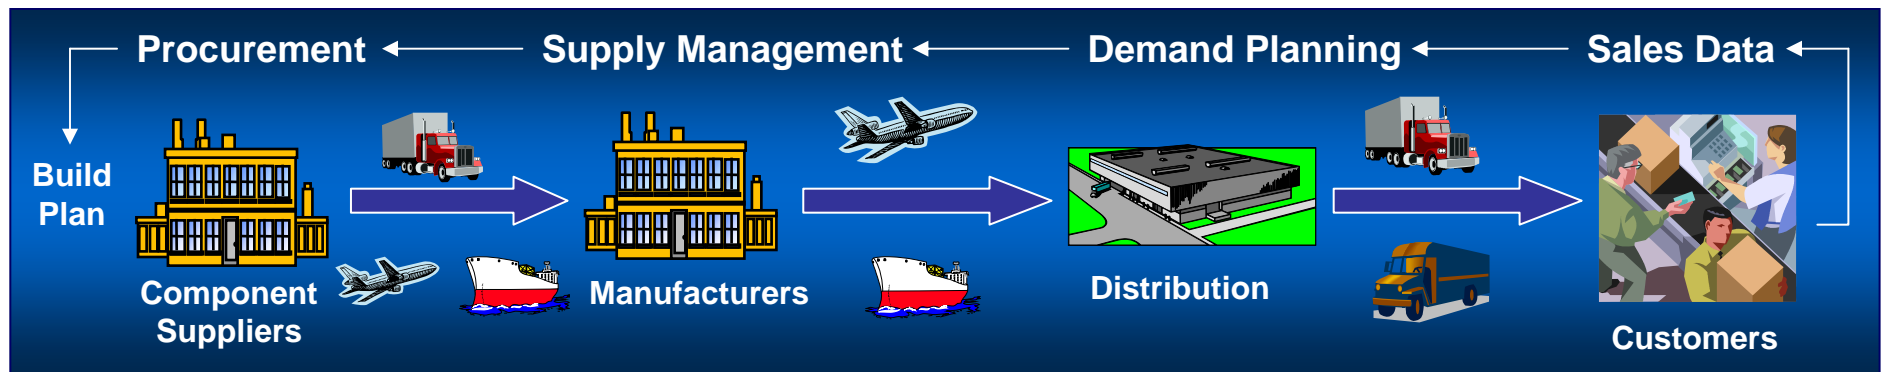 Procurement
Supply Management
Demand Planning
Sales Data
Build
Plan
Component
Suppliers
Manufacturers
Distribution
Customers